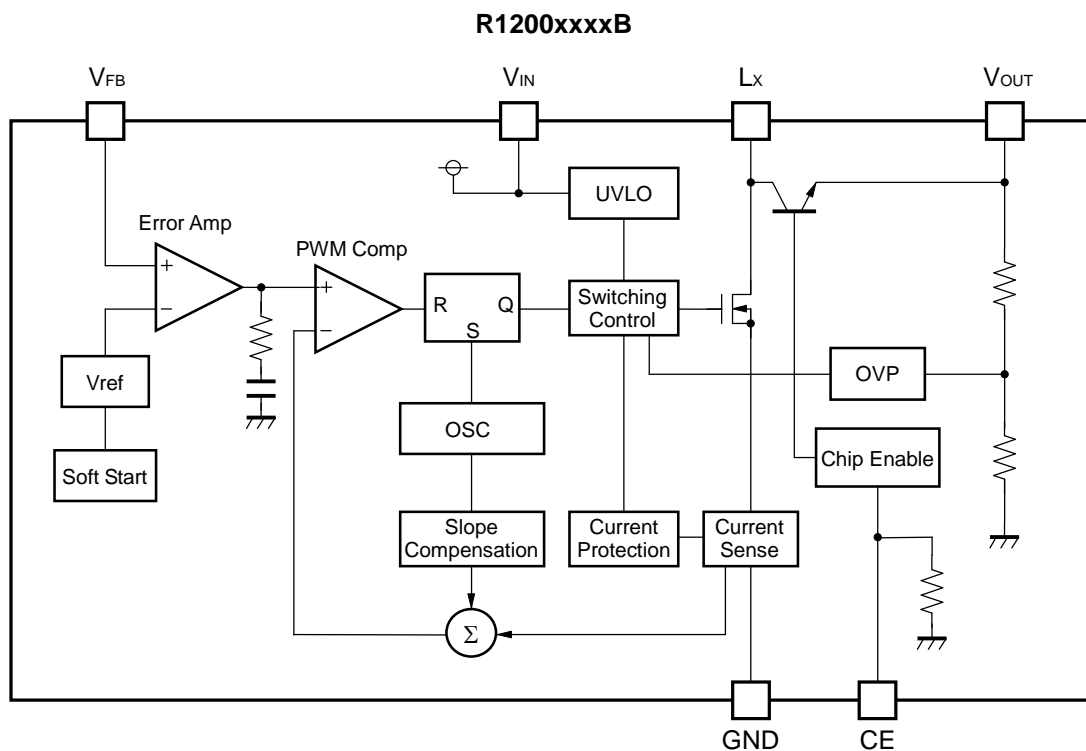 R1200xxxxB
VFB
VIN
LX
VOUT
UVLO
Error Amp
PWM Comp
+
−
+
−
R
Q
S
Switching
Control
Vref
OVP
OSC
Soft Start
Chip Enable
Slope
Compensation
Current
Protection
Current
Sense
Σ
GND
CE